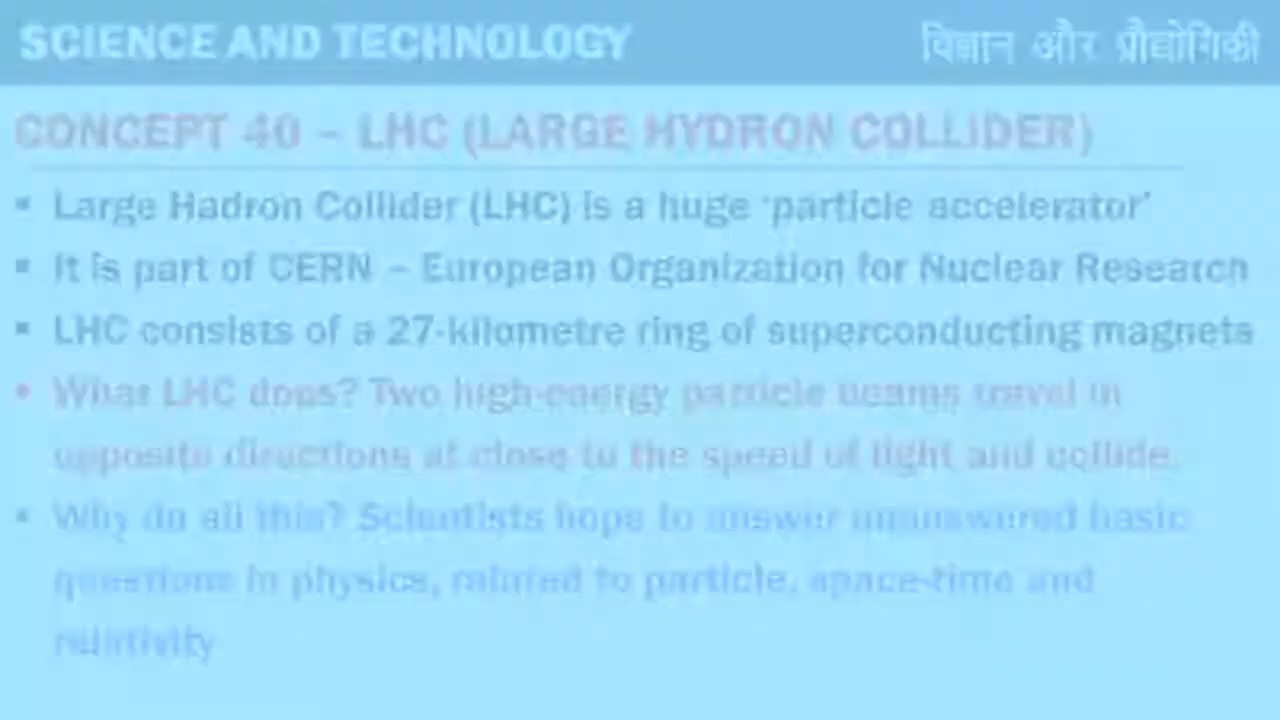 SCIENCE AND TECHNOLOGY
विज्ञान और प्रौद्योगिकी
CONCEPT 40 – LHC (LARGE HYDRON COLLIDER)
▪ Large Hadron Collider (LHC) is a huge 'particle accelerator'
▪ It is part of CERN – European Organization for Nuclear Research
▪ LHC consists of a 27-kilometre ring of superconducting magnets
▪ What LHC does? Two high-energy particle beams travel in
opposite directions at close to the speed of light and collide.
▪ Why do all this? Scientists hope to answer unanswered basic
questions in physics, related to particle, space-time and
relativity